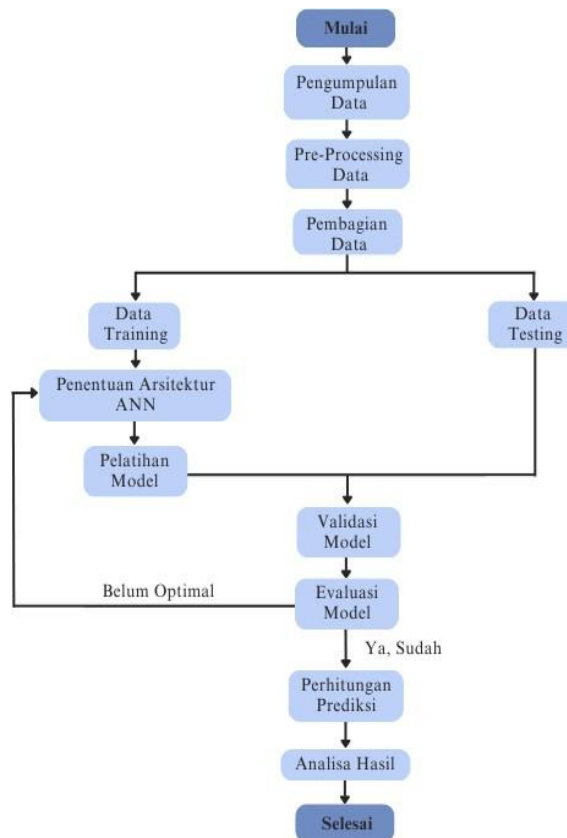 Mulai
Pengumpulan
Data
Pre-Processing
Data
Pembagian
Data
Data
Training
Data
Testing
Penentuan Arsitektur
ANN
Pelatihan
Model
Validasi
Model
Belum Optimal
Evaluasi
Model
Ya, Sudah
Perhitungan
Prediksi
Analisa Hasil
Selesai